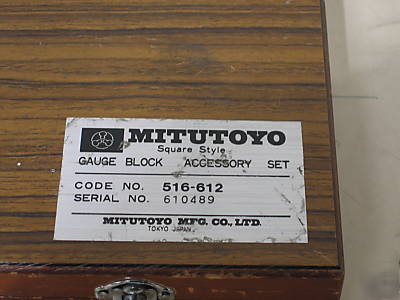 MITUTOYO
Square Style
GAUGE BLOCK ACCESSORY SET
CODE NO. 516-612
SERIAL NO. 610489
MITUTOYO MFG. CO., LTD.
TOKYO JAPAN